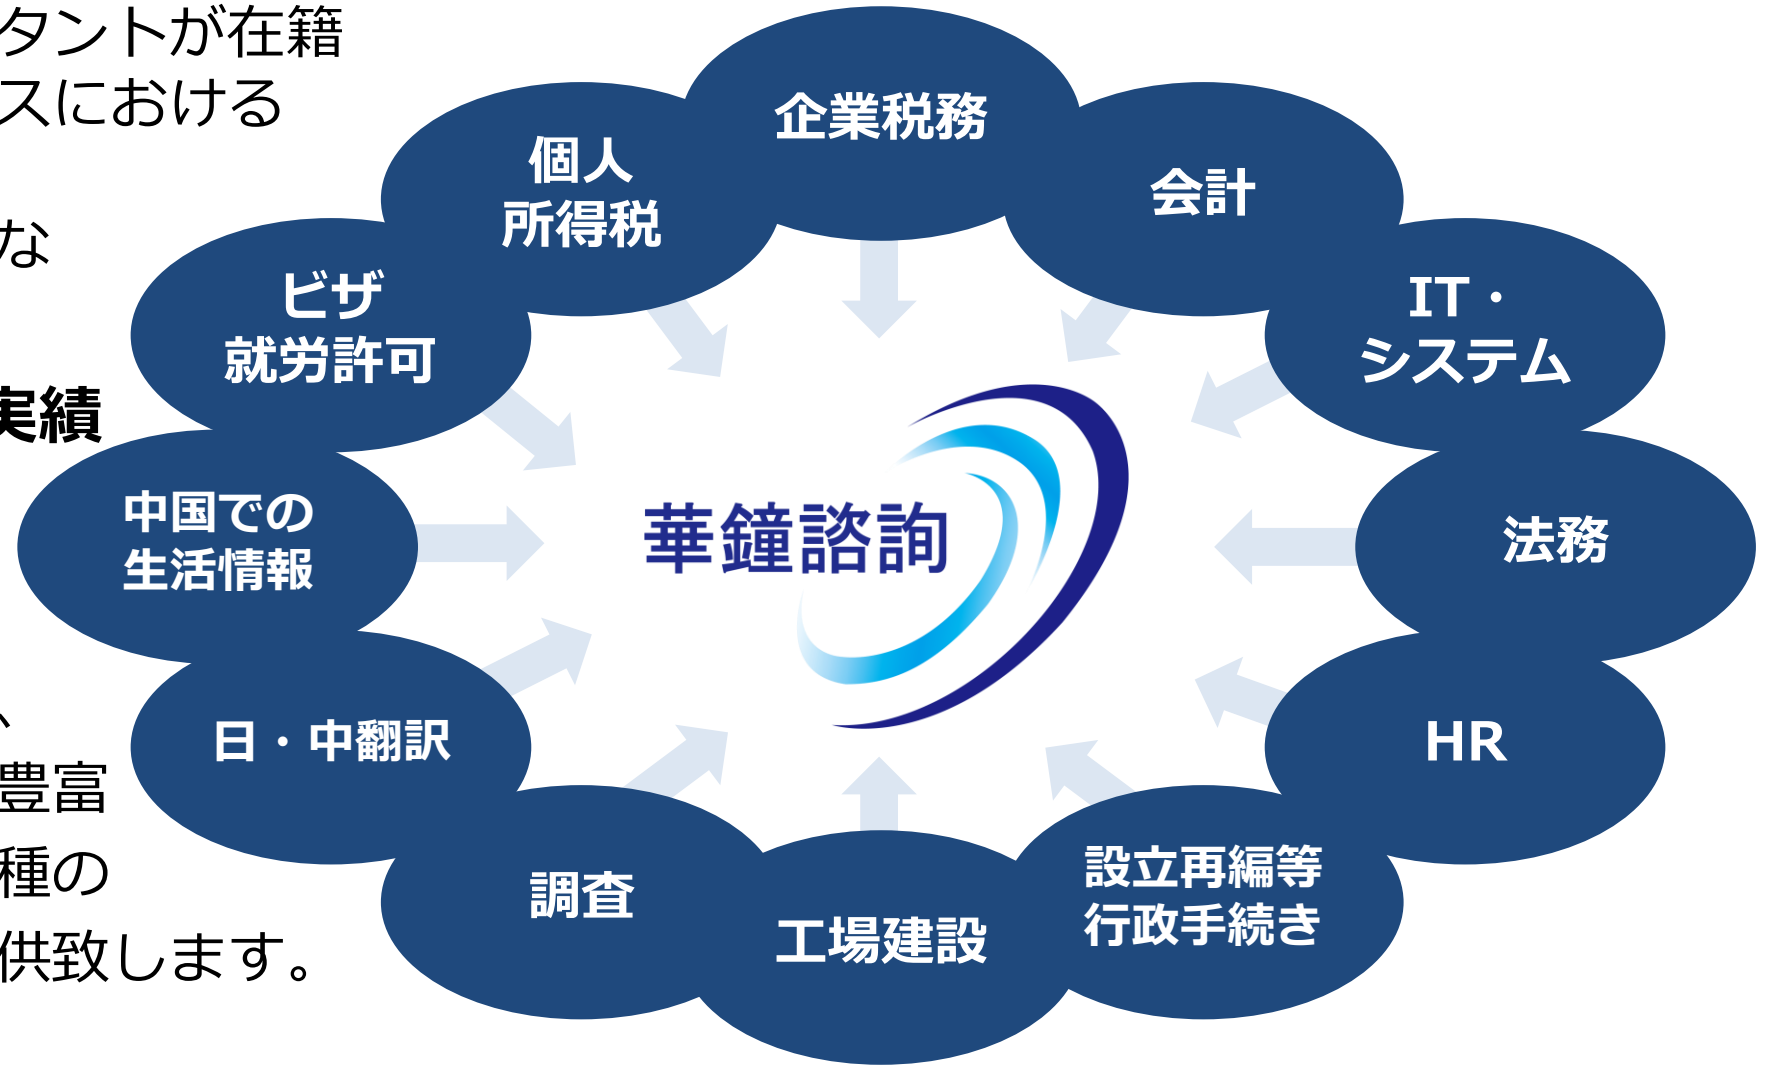 タントが在籍
スにおける
な
実績
、
豊富
種の
供致します。
企業税務
会計
IT・
システム
法務
HR
設立再編等
行政手続き
工場建設
調査
日・中翻訳
中国での
生活情報
ビザ
就労許可
個人
所得税
華鐘諮詢